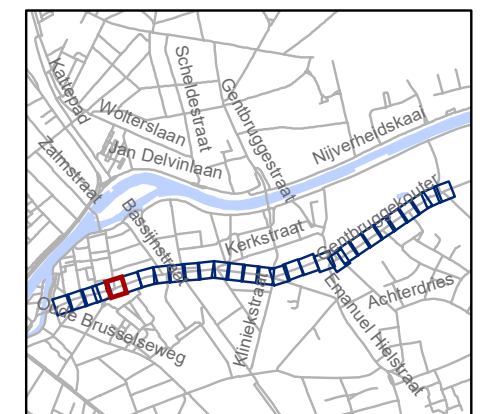 Kattepad
Scheldestraat
Gentbruggestraat
Wolterslaan
Nijverheidskaai
Jan Delvinlaan
Zalmstraat
Bassijnstraat
Kerkstraat
Gentbruggekouter
Oude Brusselseweg
Kliniekstraat
Emanuel Hielstraat
Achterdries